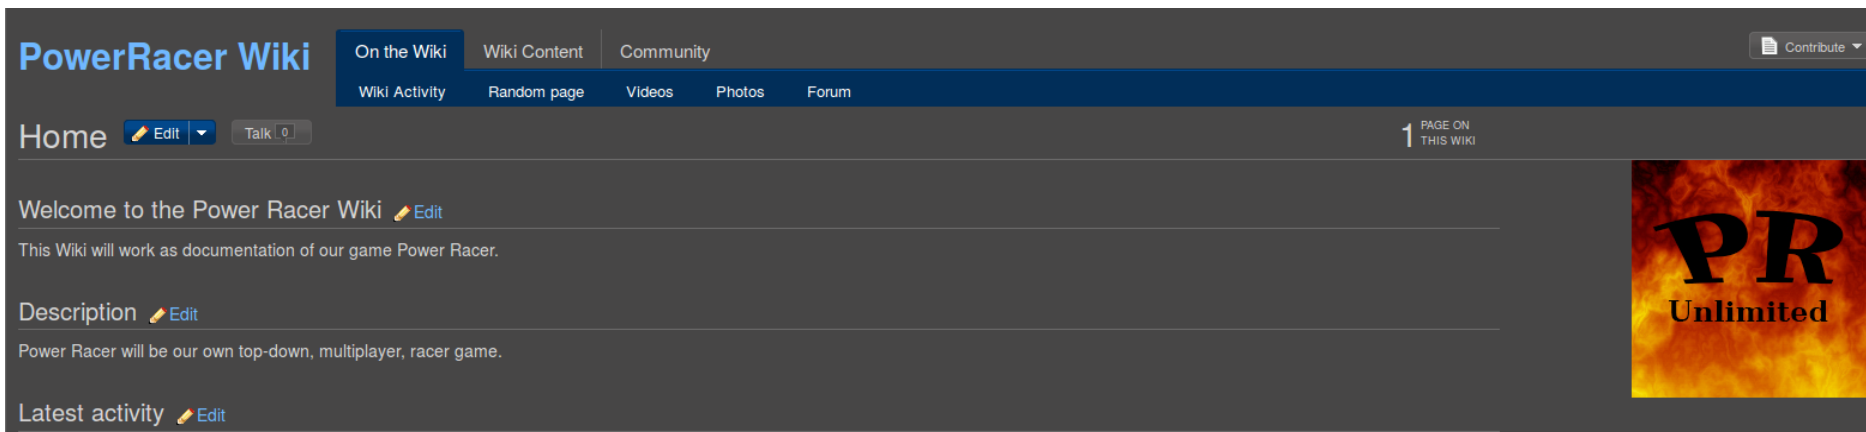 PowerRacer Wiki
On the Wiki
Wiki Content
Community
Contribute
Wiki Activity
Random page
Videos
Photos
Forum
Home
Edit
Talk 0
1 PAGE ON
THIS WIKI
Welcome to the Power Racer Wiki
Edit
This Wiki will work as documentation of our game Power Racer.
PR
Unlimited
Description
Edit
Power Racer will be our own top-down, multiplayer, racer game.
Latest activity
Edit